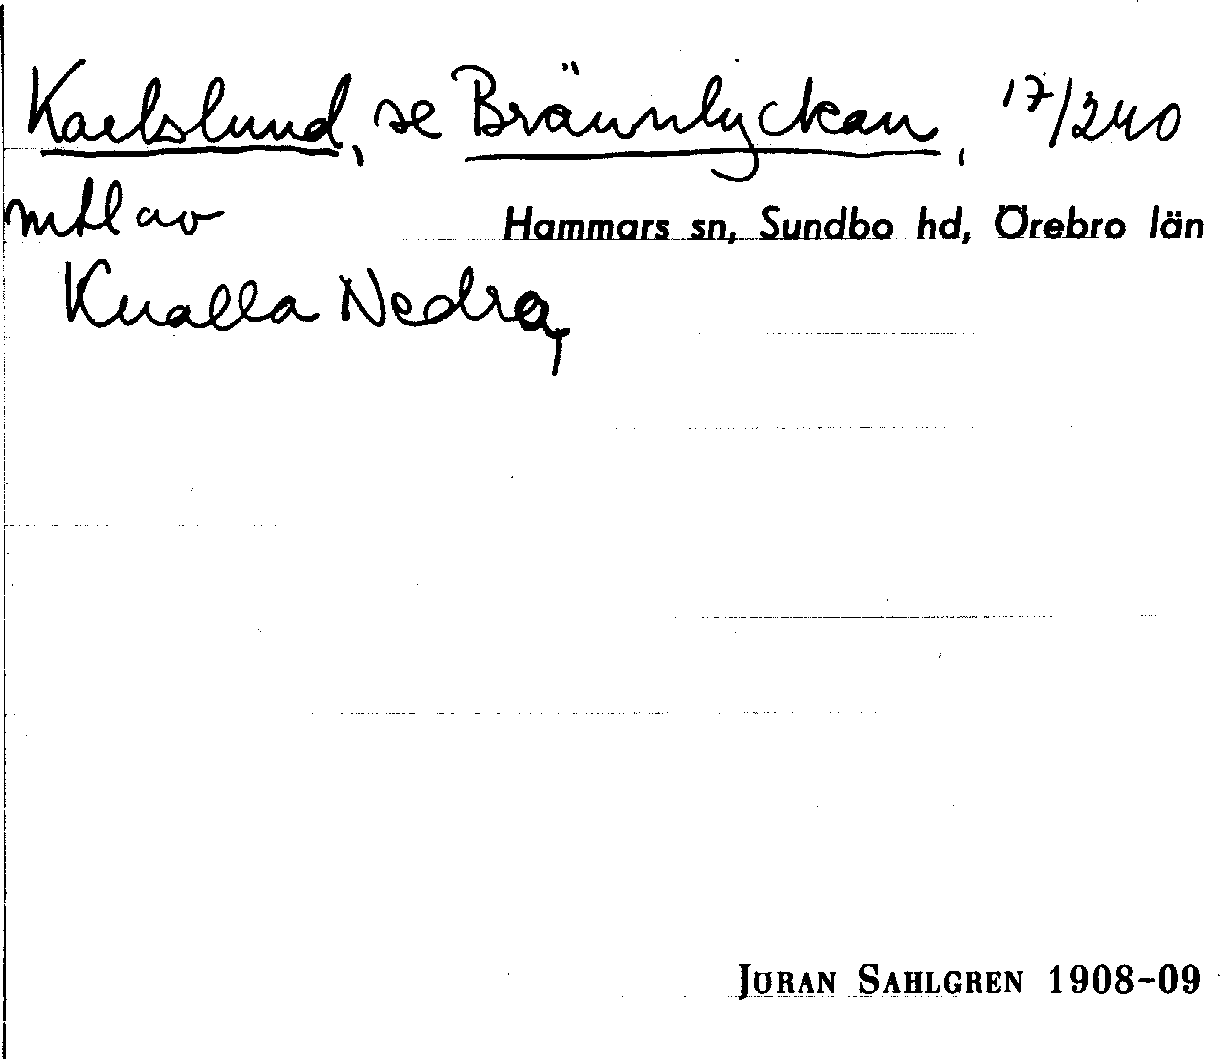 Karlslund, se Brännlyckan, 17/240
mtl av Hammars sn, Sundbo hd, Örebro län
Knalla Nedra,
JÖRAN SAHLGREN 1908-09